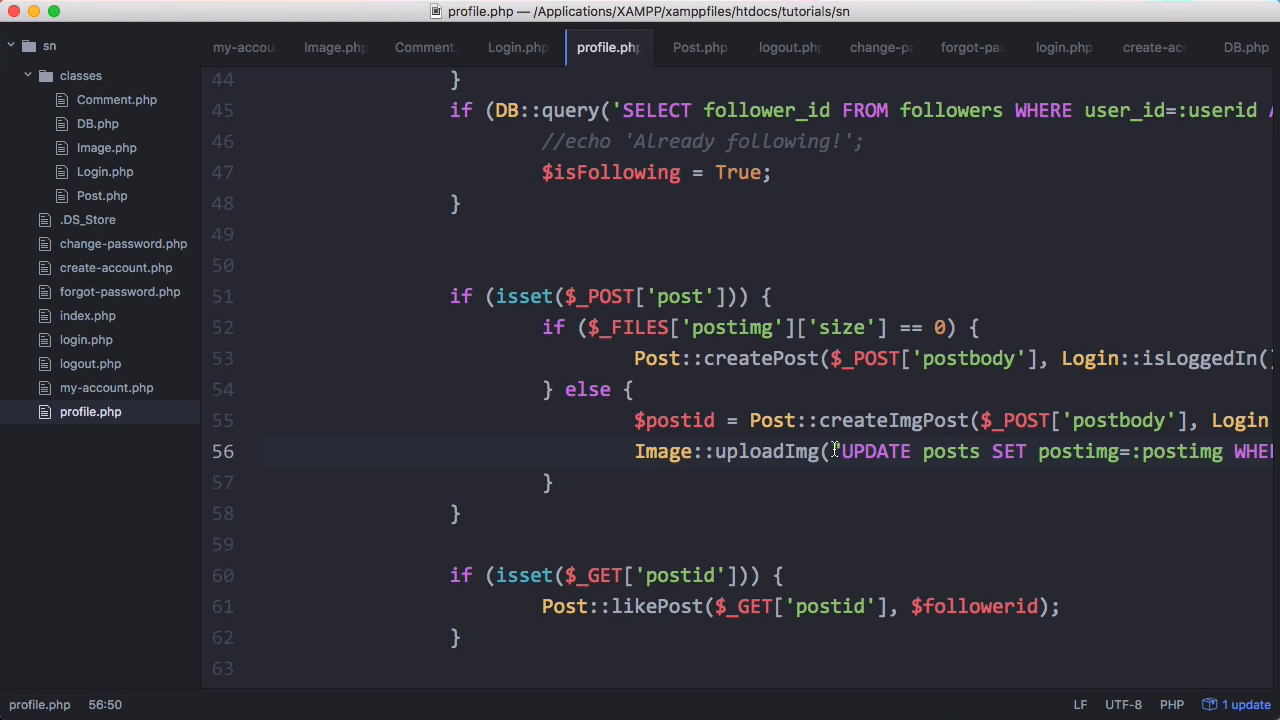 profile.php — /Applications/XAMPP/xamppfiles/htdocs/tutorials/sn
sn
classes
Comment.php
DB.php
Image.php
Login.php
Post.php
.DS_Store
change-password.php
create-account.php
forgot-password.php
index.php
login.php
logout.php
my-account.php
profile.php
my-accou Image.php Comment. Login.php profile.php Post.php logout.php change-pa forgot-pas login.php create-acc DB.php
44 }
45 if (DB::query('SELECT follower_id FROM followers WHERE user_id=:userid A
46 //echo 'Already following!';
47 $isFollowing = True;
48 }
49
50
51 if (isset($_POST['post'])) {
52 if ($_FILES['postimg']['size'] == 0) {
53 Post::createPost($_POST['postbody'], Login::isLoggedIn()
54 } else {
55 $postid = Post::createImgPost($_POST['postbody'], Login
56 Image::uploadImg("UPDATE posts SET postimg=:postimg WHER
57 }
58 }
59
60 if (isset($_GET['postid'])) {
61 Post::likePost($_GET['postid'], $followerid);
62 }
63
profile.php 56:50 LF UTF-8 PHP 1 update